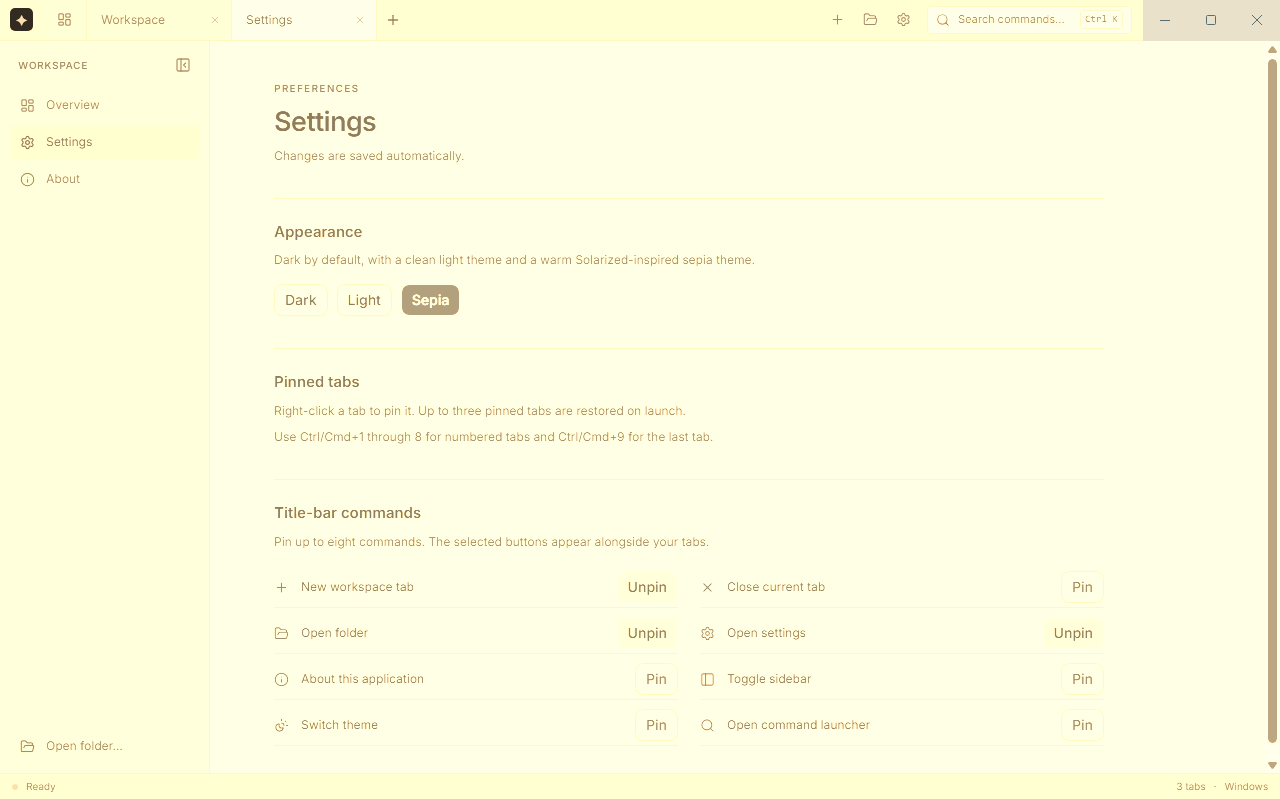 Workspace
Settings
Search commands...
Ctrl K
WORKSPACE
Overview
Settings
About
Open folder...
PREFERENCES
Settings
Changes are saved automatically.
Appearance
Dark by default, with a clean light theme and a warm Solarized-inspired sepia theme.
Dark
Light
Sepia
Pinned tabs
Right-click a tab to pin it. Up to three pinned tabs are restored on launch.
Use Ctrl/Cmd+1 through 8 for numbered tabs and Ctrl/Cmd+9 for the last tab.
Title-bar commands
Pin up to eight commands. The selected buttons appear alongside your tabs.
New workspace tab Unpin
Close current tab Pin
Open folder Unpin
Open settings Unpin
About this application Pin
Toggle sidebar Pin
Switch theme Pin
Open command launcher Pin
Ready
3 tabs · Windows